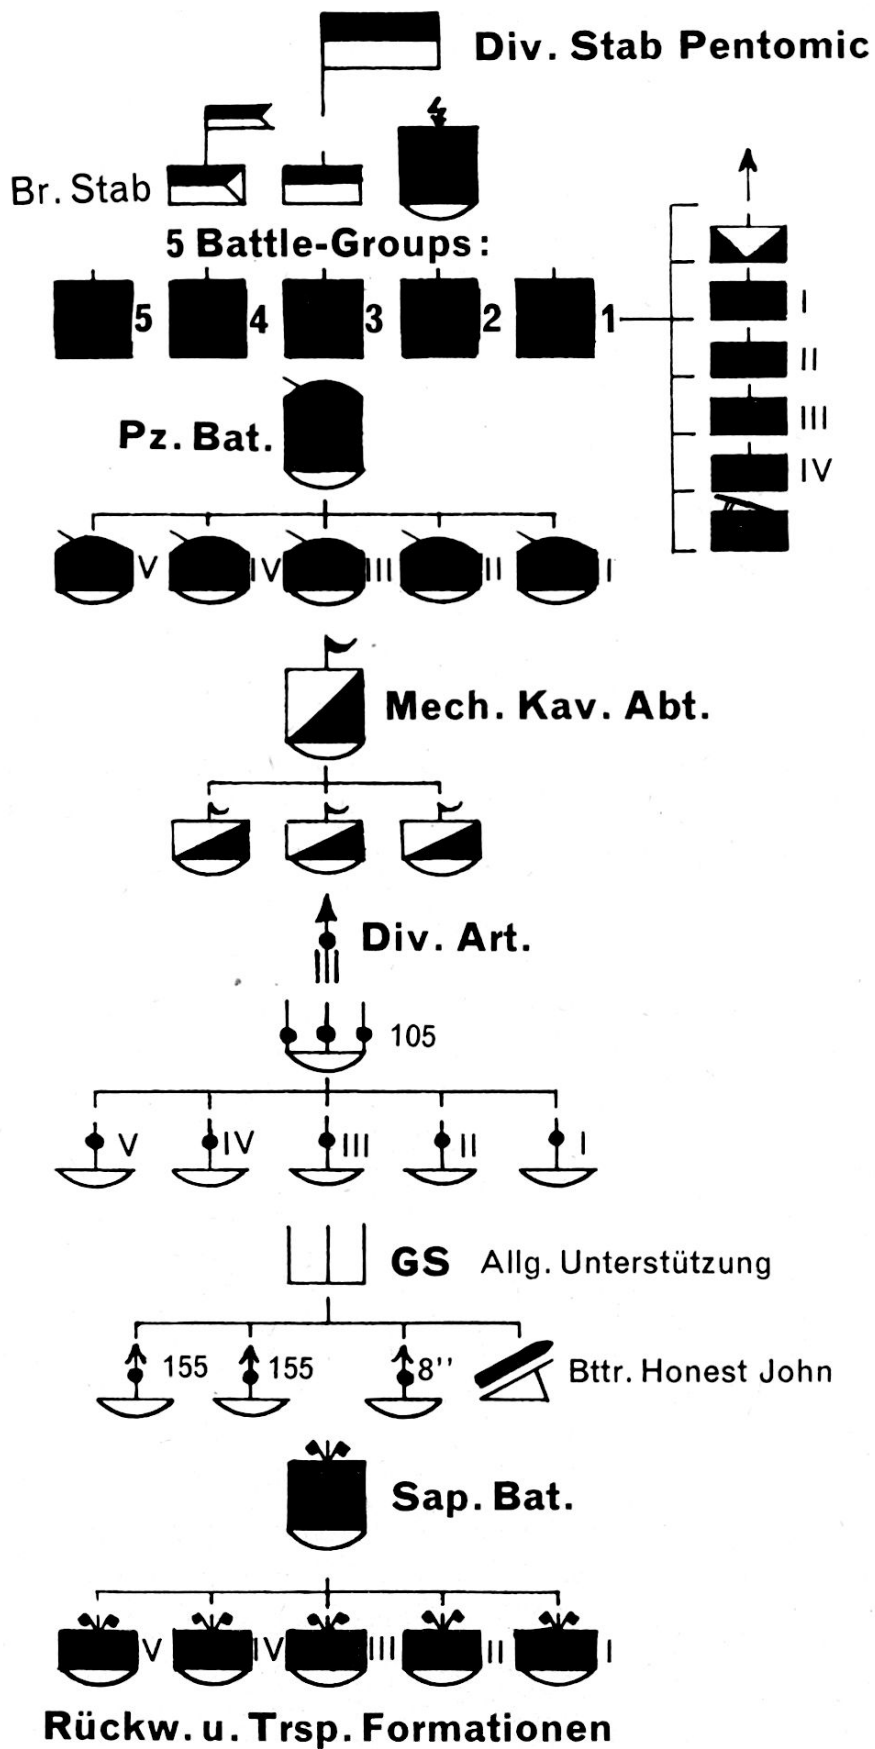 Div. Stab Pentomic
Br. Stab
5 Battle-Groups:
5 4 3 2 1
I
II
III
IV
Pz. Bat.
V IV III II I
Mech. Kav. Abt.
Div. Art.
105
V IV III II I
GS Allg. Unterstützung
155 155 8'' Bttr. Honest John
Sap. Bat.
V IV III II I
Rückw. u. Trsp. Formationen